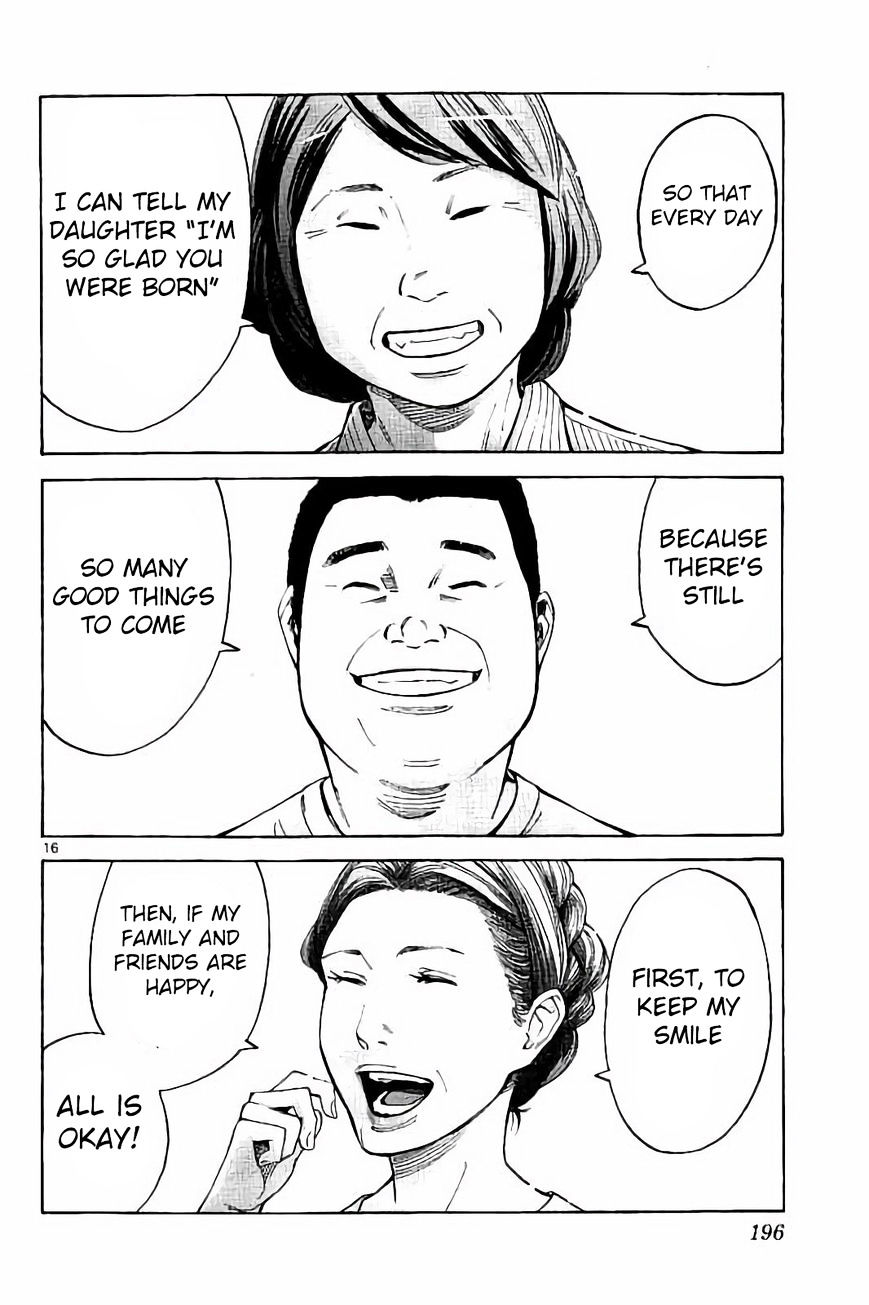 SO THAT
EVERY DAY
I CAN TELL MY
DAUGHTER "I'M
SO GLAD YOU
WERE BORN"
BECAUSE
THERE'S
STILL
SO MANY
GOOD THINGS
TO COME
16
FIRST, TO
KEEP MY
SMILE
THEN, IF MY
FAMILY AND
FRIENDS ARE
HAPPY,
ALL IS
OKAY!
196